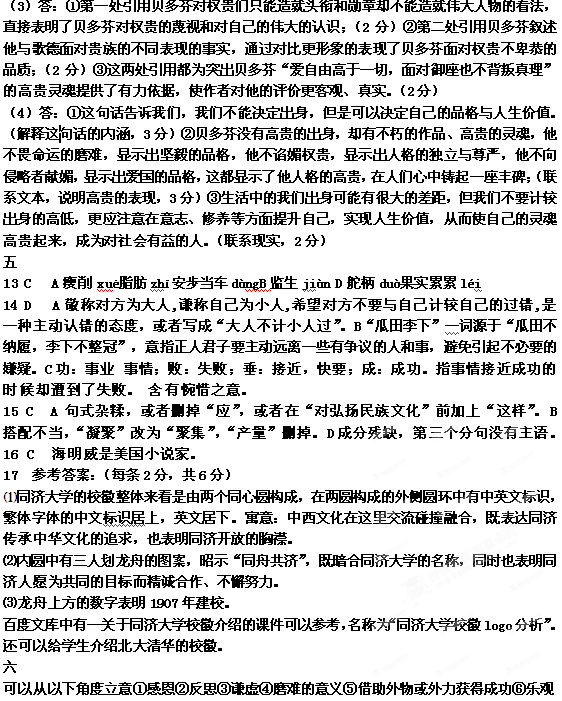 （3）答：①第一处引用贝多芬对权贵们只能造就头衔和勋章却不能造就伟大人物的看法，
直接表明了贝多芬对权贵的蔑视和对自己的伟大的认识；（2 分）②第二处引用贝多芬叙述
他与歌德面对贵族的不同表现的事实，通过对比更形象的表现了贝多芬面对权贵不卑恭的
品质；（2 分）③这两处引用都为突出贝多芬“爱自由高于一切，面对御座也不背叛真理”
的高贵灵魂提供了有力依据，使作者对他的评价更客观、真实。（2分）
（4）答：①这句话告诉我们，我们不能决定出身，但是可以决定自己的品格与人生价值。
（解释这句话的内涵，3 分）②贝多芬没有高贵的出身，却有不朽的作品、高贵的灵魂，他
不畏命运的磨难，显示出坚毅的品格，他不谄媚权贵，显示出人格的独立与尊严，他不向
侵略者献媚，显示出爱国的品格，这都显示了他人格的高贵，在人们心中铸起一座丰碑；（联
系文本，说明高贵的表现，3 分）③生活中的我们出身可能有很大的差距，但我们不要计较
出身的高低，更应注意在意志、修养等方面提升自己，实现人生价值，从而使自己的灵魂
高贵起来，成为对社会有益的人。（联系现实，2 分）
五
13 C　A 瘦削 xuē脂肪 zhī 安步当车 dàngB 监生 jiàn D 舵柄 duò果实累累 léi
14 D　A 敬称对方为大人,谦称自己为小人,希望对方不要与自己计较自己的过错,是
一种主动认错的态度，或者写成“大人不计小人过”。B“瓜田李下”一词源于“瓜田不
纳履，李下不整冠”，意指正人君子要主动远离一些有争议的人和事，避免引起不必要的
嫌疑。C 功：事业 事情；败：失败；垂：接近，快要；成：成功。指事情接近成功的
时候却遭到了失败。 含有惋惜之意。
15 C　A 句式杂糅，或者删掉“应”，或者在“对弘扬民族文化”前加上“这样”。B
搭配不当，“凝聚”改为“聚集”，“产量”删掉。D成分残缺，第三个分句没有主语。
16 C　海明威是美国小说家。
17　参考答案：（每条 2 分，共 6 分）
⑴同济大学的校徽整体来看是由两个同心圆构成，在两圆构成的外侧圆环中有中英文标识，
繁体字体的中文标识居上，英文居下。寓意：中西文化在这里交流碰撞融合，既表达同济
传承中华文化的追求，也表明同济开放的胸襟。
⑵内圆中有三人划龙舟的图案，昭示“同舟共济”，既暗合同济大学的名称，同时也表明同
济人愿为共同的目标而精诚合作、不懈努力。
⑶龙舟上方的数字表明 1907 年建校。
百度文库中有一关于同济大学校徽介绍的课件可以参考，名称为“同济大学校徽 logo 分析”。
还可以给学生介绍北大清华的校徽。
六
可以从以下角度立意①感恩②反思③谦虚④磨难的意义⑤借助外物或外力获得成功⑥乐观